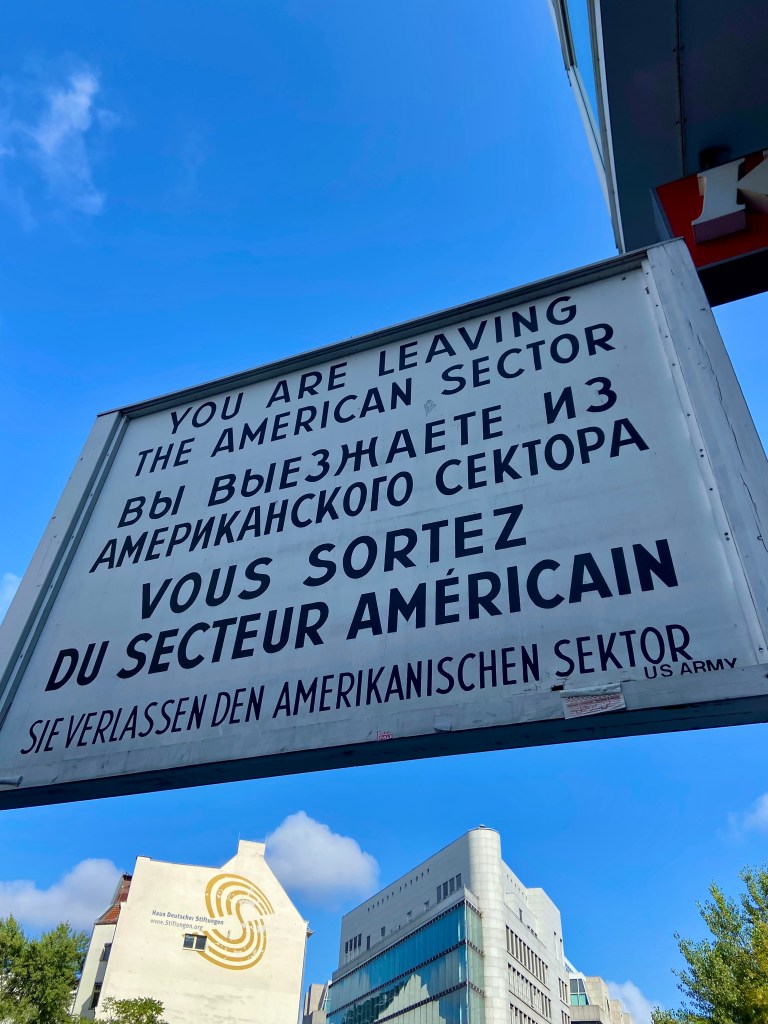 K
YOU ARE LEAVING
THE AMERICAN SECTOR
ВЫ ВЫЕЗЖАЕТЕ ИЗ
АМЕРИКАНСКОГО СЕКТОРА
VOUS SORTEZ
DU SECTEUR AMÉRICAIN
SIE VERLASSEN DEN AMERIKANISCHEN SEKTOR
US ARMY
Haus Deutscher Stiftungen
www.Stiftungen.org